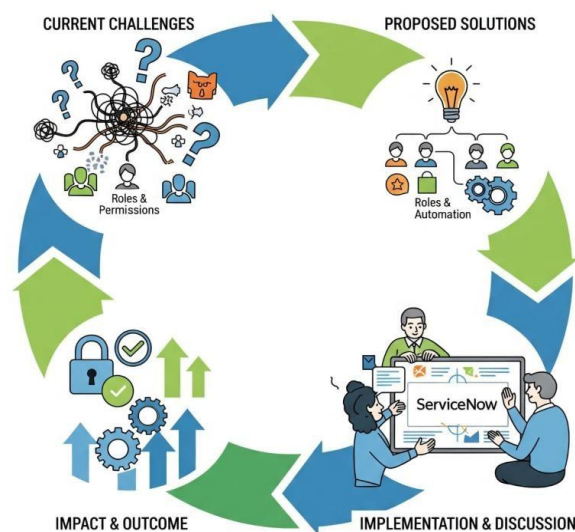 CURRENT CHALLENGES
PROPOSED SOLUTIONS
Roles &
Permissions
Roles &
Automation
ServiceNow
IMPACT & OUTCOME
IMPLEMENTATION & DISCUSSION